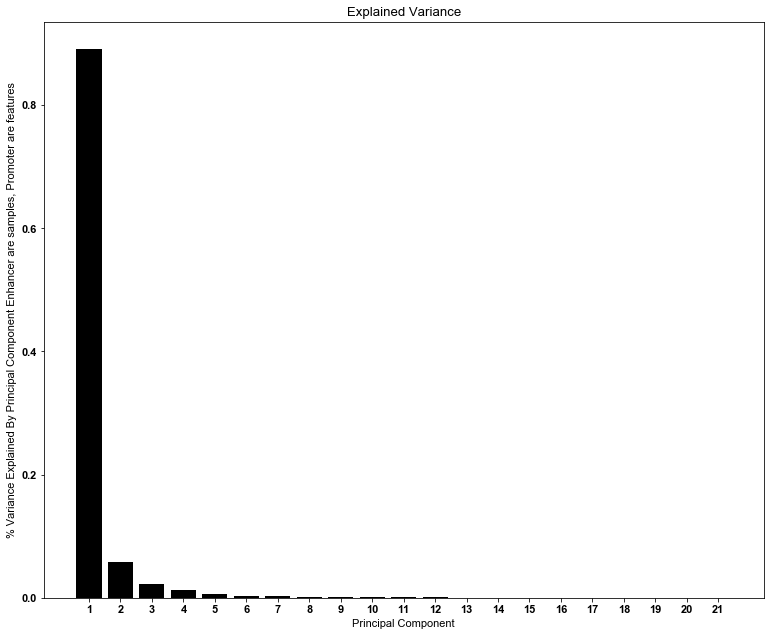 Explained Variance
% Variance Explained By Principal Component Enhancer are samples, Promoter are features
0.8
0.6
0.4
0.2
0.0
1 2 3 4 5 6 7 8 9 10 11 12 13 14 15 16 17 18 19 20 21
Principal Component